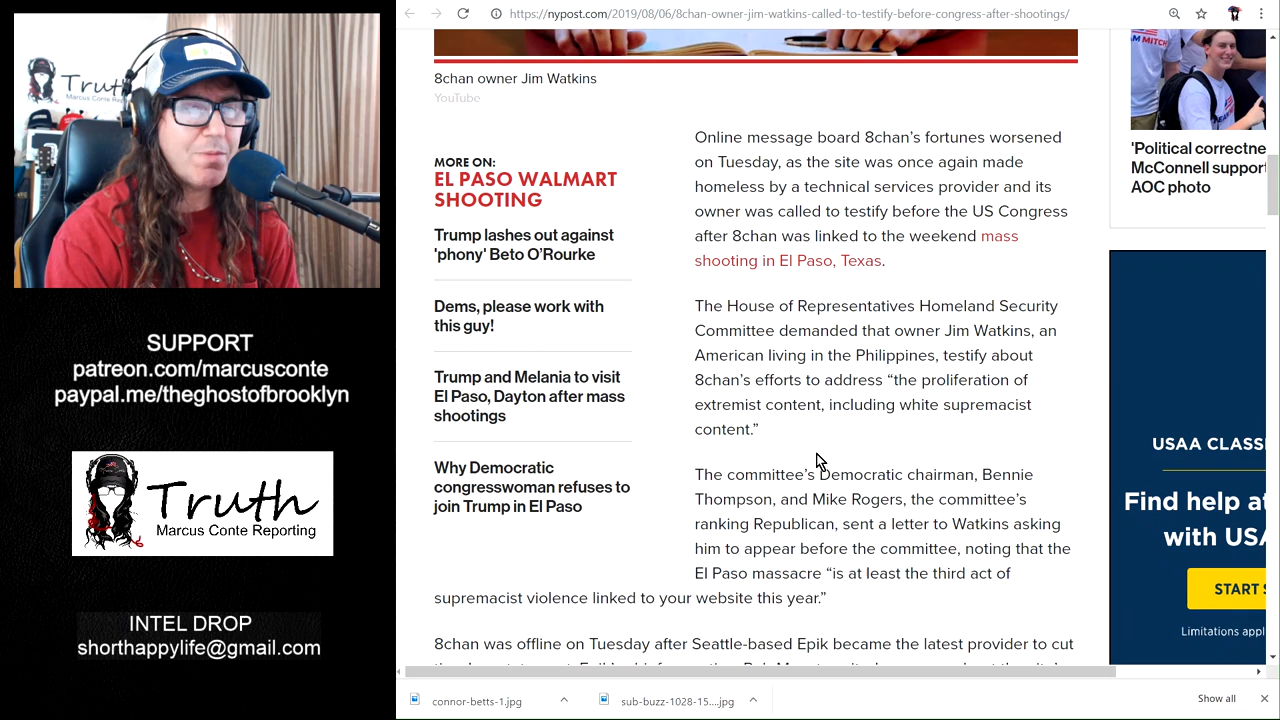 Truth
Marcus Conte Reporting
SUPPORT
patreon.com/marcusconte
paypal.me/theghostofbrooklyn
Truth
Marcus Conte Reporting
INTEL DROP
shorthappylife@gmail.com
https://nypost.com/2019/08/06/8chan-owner-jim-watkins-called-to-testify-before-congress-after-shootings/
8chan owner Jim Watkins
YouTube
MORE ON:
EL PASO WALMART
SHOOTING
Trump lashes out against
'phony' Beto O’Rourke
Dems, please work with
this guy!
Trump and Melania to visit
El Paso, Dayton after mass
shootings
Why Democratic
congresswoman refuses to
join Trump in El Paso
Online message board 8chan’s fortunes worsened
on Tuesday, as the site was once again made
homeless by a technical services provider and its
owner was called to testify before the US Congress
after 8chan was linked to the weekend mass
shooting in El Paso, Texas.
The House of Representatives Homeland Security
Committee demanded that owner Jim Watkins, an
American living in the Philippines, testify about
8chan’s efforts to address “the proliferation of
extremist content, including white supremacist
content.”
The committee’s Democratic chairman, Bennie
Thompson, and Mike Rogers, the committee’s
ranking Republican, sent a letter to Watkins asking
him to appear before the committee, noting that the
El Paso massacre “is at least the third act of
supremacist violence linked to your website this year.”
8chan was offline on Tuesday after Seattle-based Epik became the latest provider to cut
AM MITCH
'Political correctne
McConnell support
AOC photo
USAA CLASS
Find help at
with USA
START S
Limitations appl
connor-betts-1.jpg
sub-buzz-1028-15....jpg
Show all